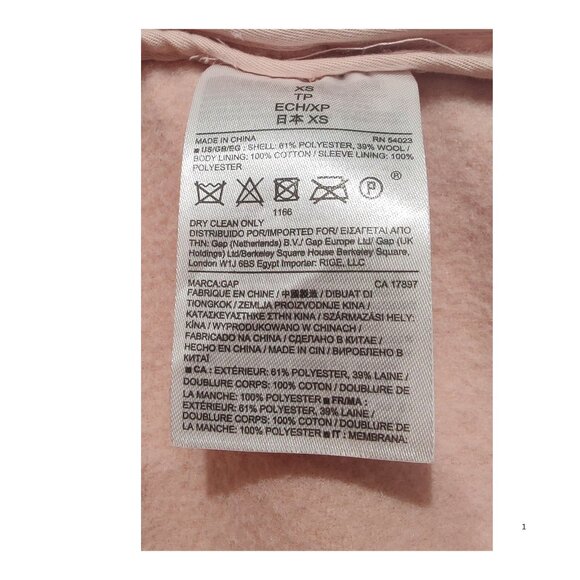 XS
TP
ECH/XP
日本 XS
MADE IN CHINA RN 54023
■ US/GB/EG : SHELL: 61% POLYESTER, 39% WOOL /
BODY LINING: 100% COTTON / SLEEVE LINING: 100%
POLYESTER
P ®
1166
DRY CLEAN ONLY
DISTRIBUIDO POR/IMPORTED FOR/ ΕΙΣΑΓΕΤΑΙ ΑΠΟ
ΤΗΝ: Gap (Netherlands) B.V./ Gap Europe Ltd/ Gap (UK
Holdings) Ltd/Berkeley Square House Berkeley Square,
London W1J 6BS Egypt Importer: RIGE, LLC
MARCA:GAP CA 17897
FABRIQUE EN CHINE / 中國製造 / DIBUAT DI
TIONGKOK / ZEMLJA PROIZVODNJE KINA /
ΚΑΤΑΣΚΕΥΑΣΤΗΚΕ ΣΤΗΝ ΚΙΝΑ / SZÁRMAZÁSI HELY:
KÍNA / WYPRODUKOWANO W CHINACH /
FABRICADO NA CHINA / СДЕЛАНО В КИТАЕ /
HECHO EN CHINA / MADE IN CIN / ВИРОБЛЕНО В
КИТАЇ
■ CA : EXTÉRIEUR: 61% POLYESTER, 39% LAINE /
DOUBLURE CORPS: 100% COTON / DOUBLURE DE
LA MANCHE: 100% POLYESTER ■ FR/MA :
EXTÉRIEUR: 61% POLYESTER, 39% LAINE /
DOUBLURE CORPS: 100% COTON / DOUBLURE DE
LA MANCHE: 100% POLYESTER ■ IT : MEMBRANA:
1